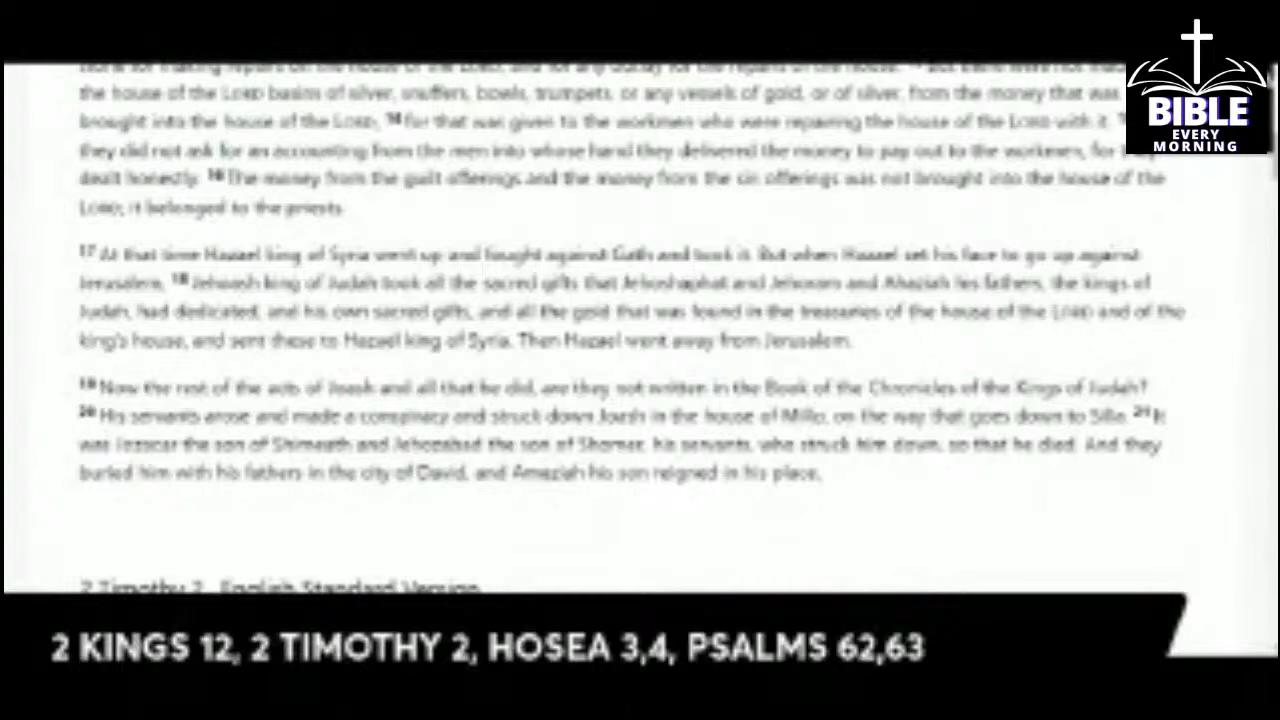 the house of the LORD basins of silver, snuffers, bowls, trumpets, or any vessels of gold, or of silver, from the money that was
brought into the house of the LORD, 14 for that was given to the workmen who were repairing the house of the LORD with it.
they did not ask for an accounting from the men into whose hand they delivered the money to pay out to the workmen, for they
dealt honestly. 16 The money from the guilt offerings and the money from the sin offerings was not brought into the house of the
LORD; it belonged to the priests.
17 At that time Hazael king of Syria went up and fought against Gath and took it. But when Hazael set his face to go up against
Jerusalem, 18 Jehoash king of Judah took all the sacred gifts that Jehoshaphat and Jehoram and Ahaziah his fathers, the kings of
Judah, had dedicated, and his own sacred gifts, and all the gold that was found in the treasuries of the house of the LORD and of the
king's house, and sent these to Hazael king of Syria. Then Hazael went away from Jerusalem.
19 Now the rest of the acts of Joash and all that he did, are they not written in the Book of the Chronicles of the Kings of Judah?
20 His servants arose and made a conspiracy and struck down Joash in the house of Millo, on the way that goes down to Silla. 21 It
was Jozacar the son of Shimeath and Jehozabad the son of Shomer, his servants, who struck him down, so that he died. And they
buried him with his fathers in the city of David, and Amaziah his son reigned in his place.
2 Timothy 2 English Standard Version
2 KINGS 12, 2 TIMOTHY 2, HOSEA 3,4, PSALMS 62,63
BIBLE
EVERY
MORNING